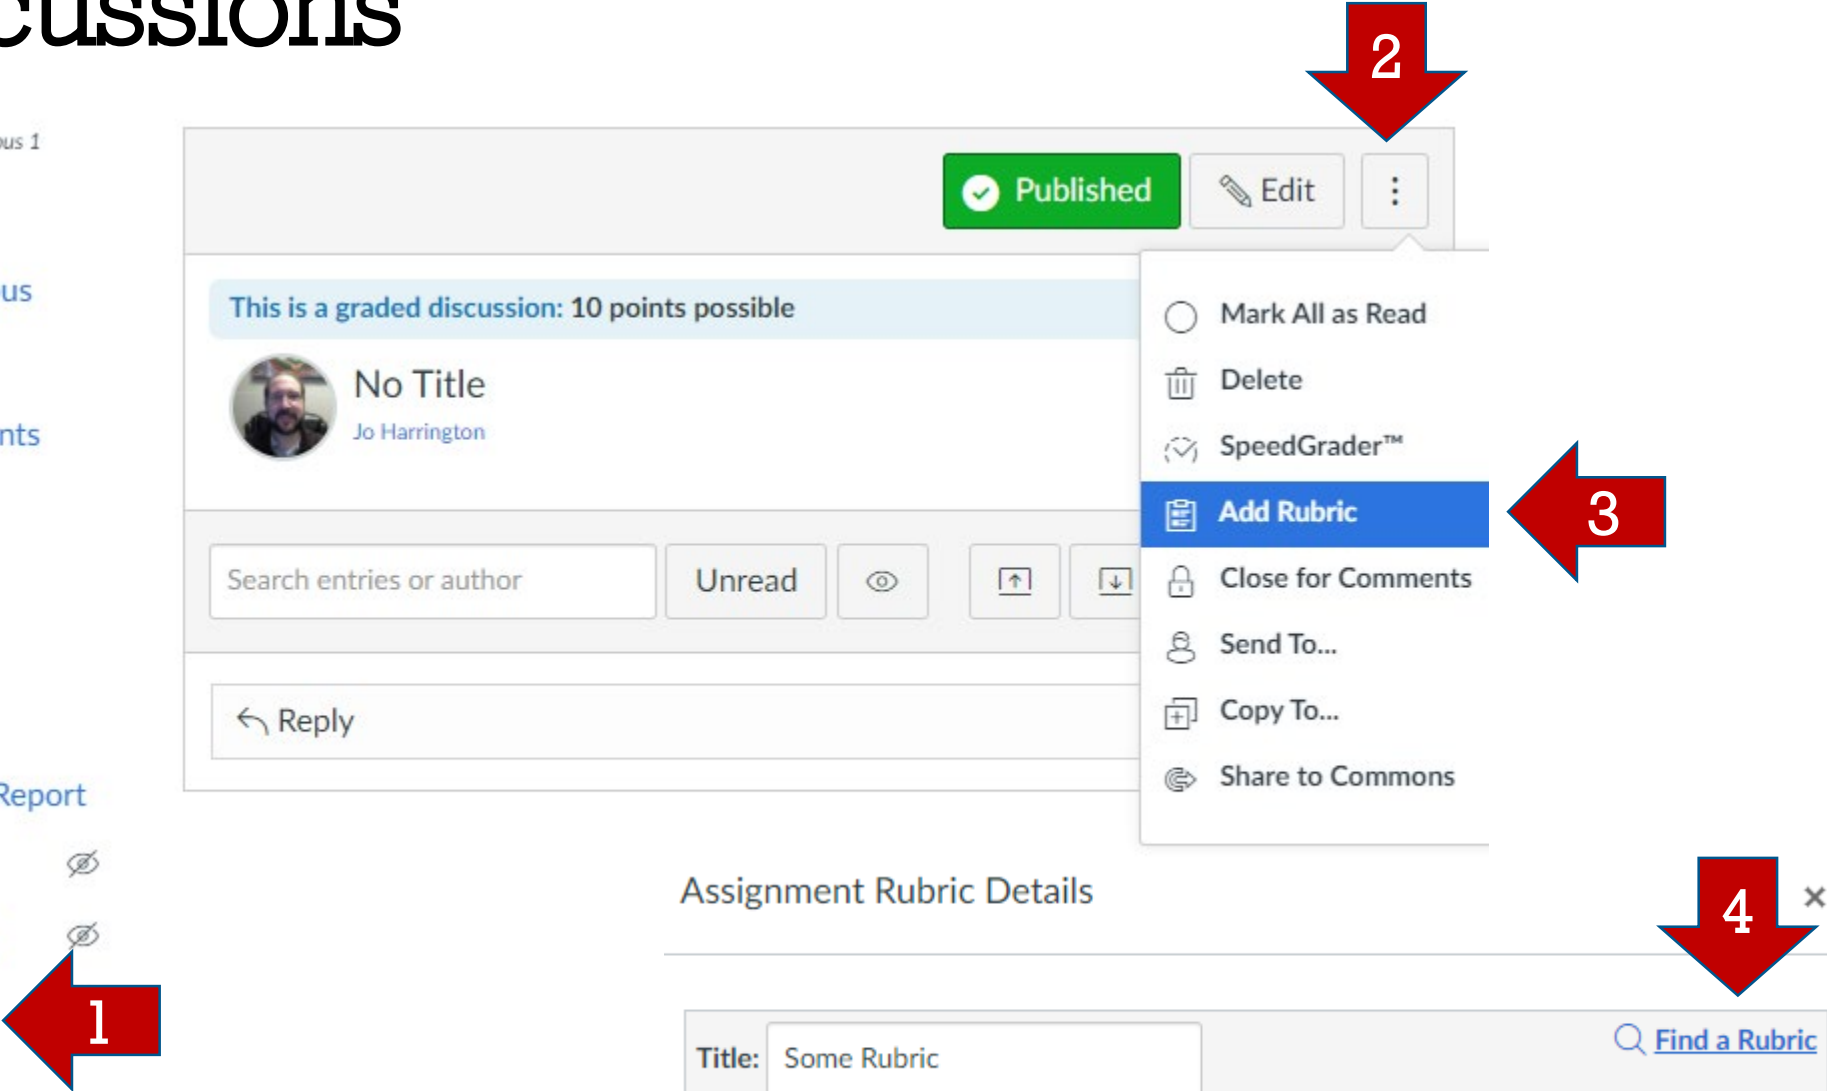 cussions
2
ous 1
Published
Edit
us
This is a graded discussion: 10 points possible
Mark All as Read
No Title
Delete
Jo Harrington
nts
SpeedGrader™
Add Rubric
3
Search entries or author
Unread
Close for Comments
Send To...
Reply
Copy To...
Report
Share to Commons
Assignment Rubric Details
4
1
Title:
Some Rubric
Find a Rubric